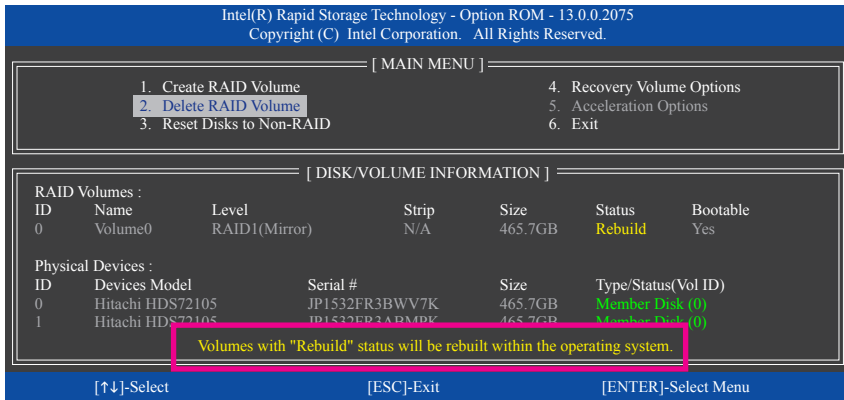 Intel(R) Rapid Storage Technology - Option ROM - 13.0.0.2075
Copyright (C) Intel Corporation. All Rights Reserved.
[ MAIN MENU ]
1. Create RAID Volume 4. Recovery Volume Options
2. Delete RAID Volume 5. Acceleration Options
3. Reset Disks to Non-RAID 6. Exit
[ DISK/VOLUME INFORMATION ]
RAID Volumes :
ID Name Level Strip Size Status Bootable
0 Volume0 RAID1(Mirror) N/A 465.7GB Rebuild Yes
Physical Devices :
ID Devices Model Serial # Size Type/Status(Vol ID)
0 Hitachi HDS72105 JP1532FR3BWV7K 465.7GB Member Disk (0)
1 Hitachi HDS72105 JP1532FR3ABMPK 465.7GB Member Disk (0)
Volumes with "Rebuild" status will be rebuilt within the operating system.
[↑↓]-Select [ESC]-Exit [ENTER]-Select Menu